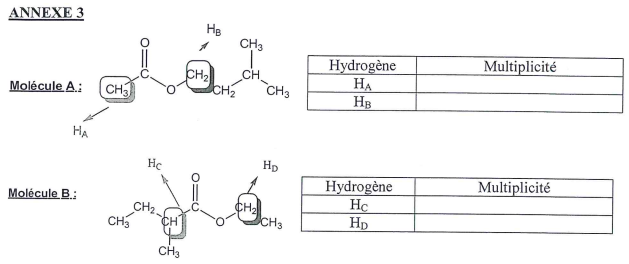 ANNEXE 3
H_B
O
CH₃
CH₃
C
O
CH₂
CH₂
CH
CH₃
Molécule A :
H_A
Hydrogène Multiplicité
H_A
H_B
H_C
O
H_D
Molécule B :
CH₃
CH₂
CH
C
O
CH₂
CH₃
CH₃
Hydrogène Multiplicité
H_C
H_D